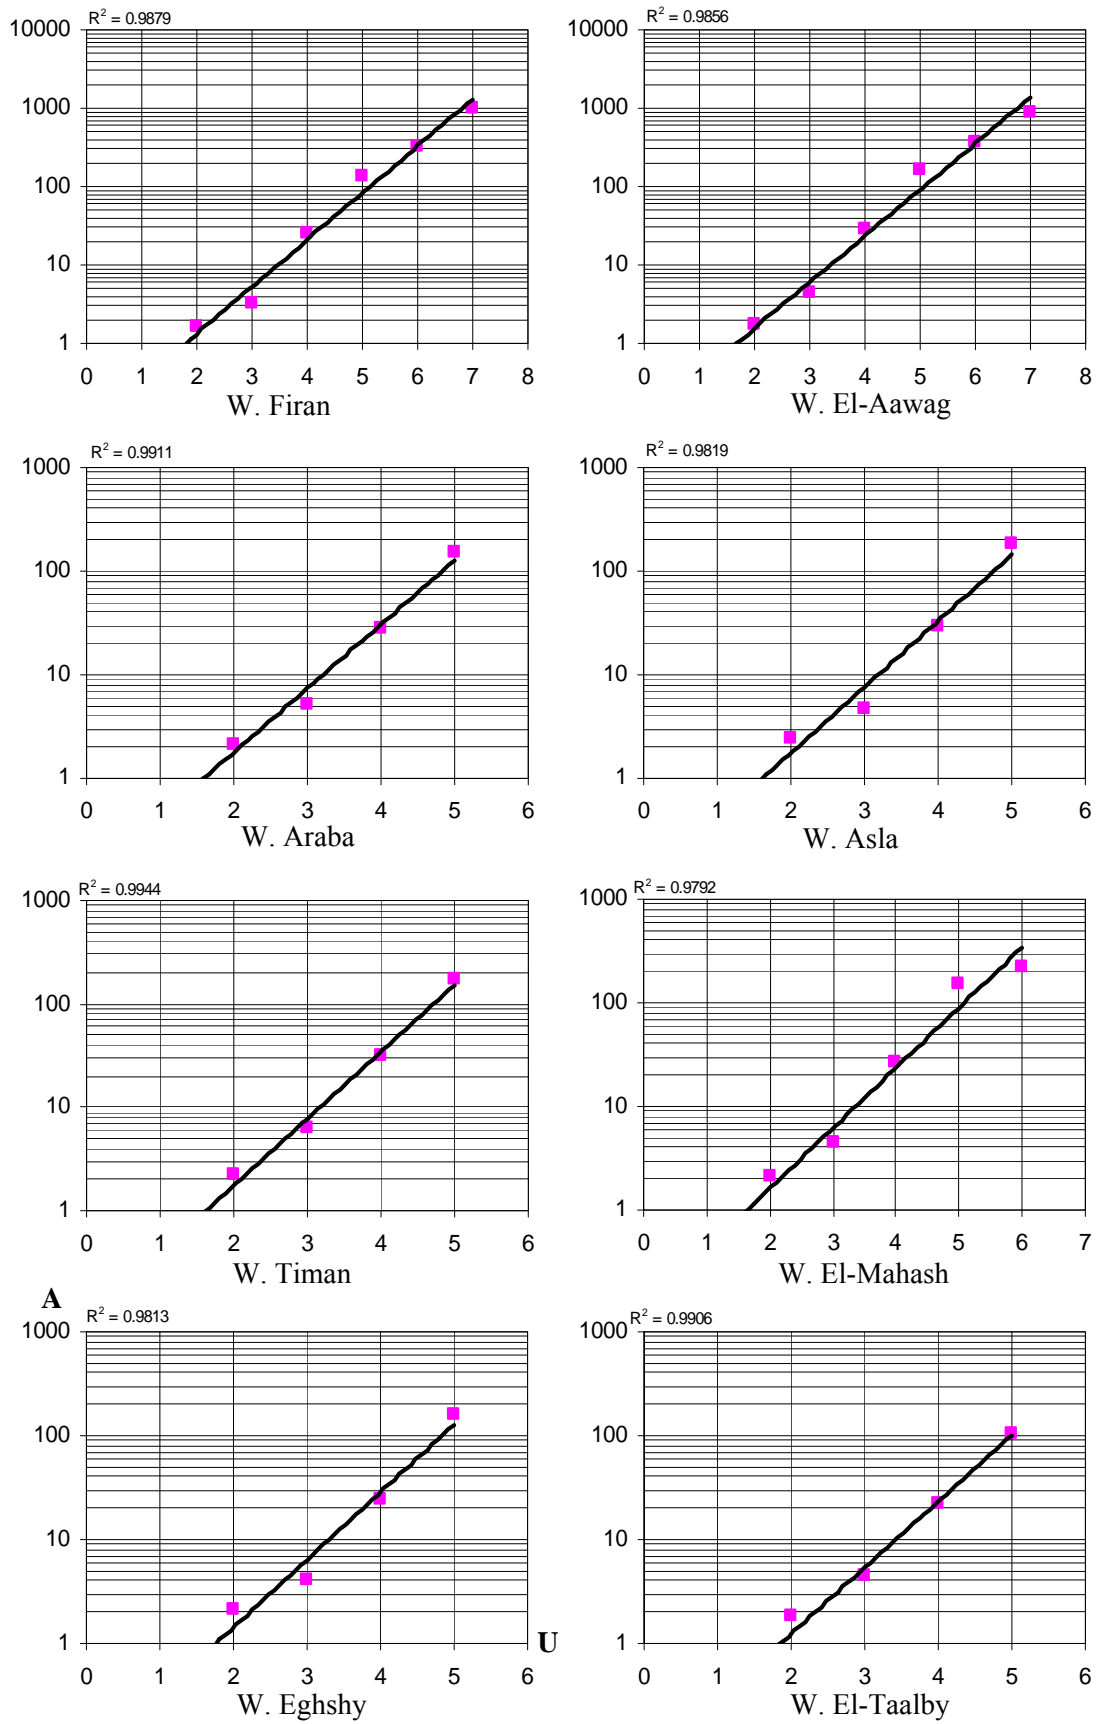 R² = 0.9879
10000
1000
100
10
1
0 1 2 3 4 5 6 7 8
W. Firan
R² = 0.9856
10000
1000
100
10
1
0 1 2 3 4 5 6 7 8
W. El-Aawag
R² = 0.9911
1000
100
10
1
0 1 2 3 4 5 6
W. Araba
R² = 0.9819
1000
100
10
1
0 1 2 3 4 5 6
W. Asla
R² = 0.9944
1000
100
10
1
0 1 2 3 4 5 6
W. Timan
R² = 0.9792
1000
100
10
1
0 1 2 3 4 5 6 7
W. El-Mahash
A
R² = 0.9813
1000
100
10
1
0 1 2 3 4 5 6
W. Eghshy
U
R² = 0.9906
1000
100
10
1
0 1 2 3 4 5 6
W. El-Taalby